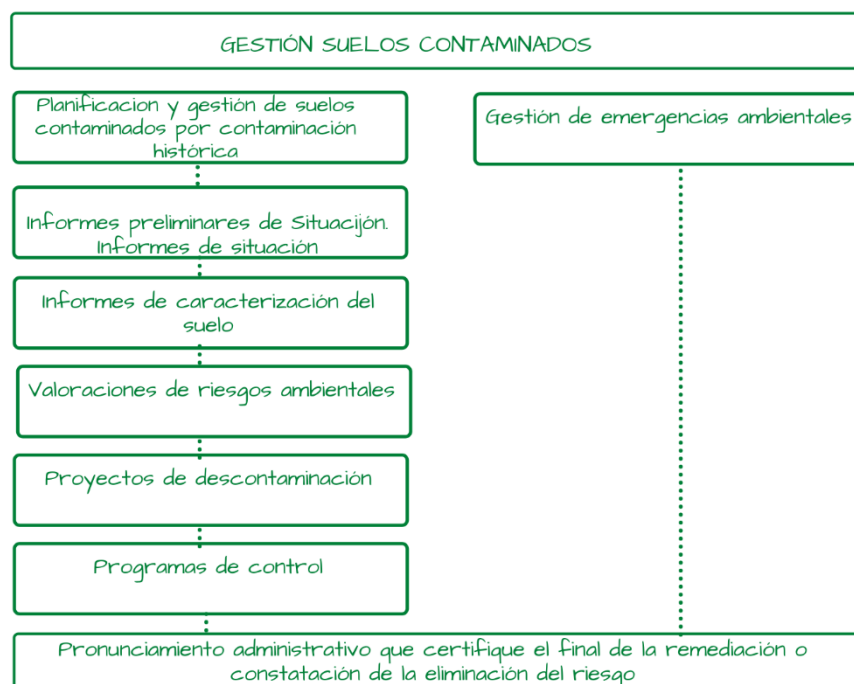 GESTIÓN SUELOS CONTAMINADOS
Planificacion y gestión de suelos
contaminados por contaminación
histórica
Gestión de emergencias ambientales
Informes preliminares de Situacijón.
Informes de situación
Informes de caracterización del
suelo
Valoraciones de riesgos ambientales
Proyectos de descontaminación
Programas de control
Pronunciamiento administrativo que certifique el final de la remediación o
constatación de la eliminación del riesgo